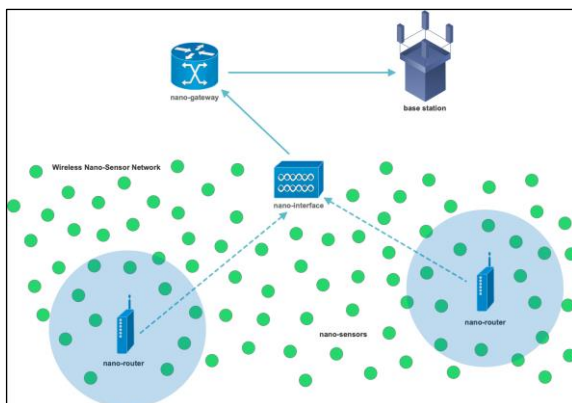 nano-gateway
base station
Wireless Nano-Sensor Network
nano-interface
nano-router
nano-sensors
nano-router